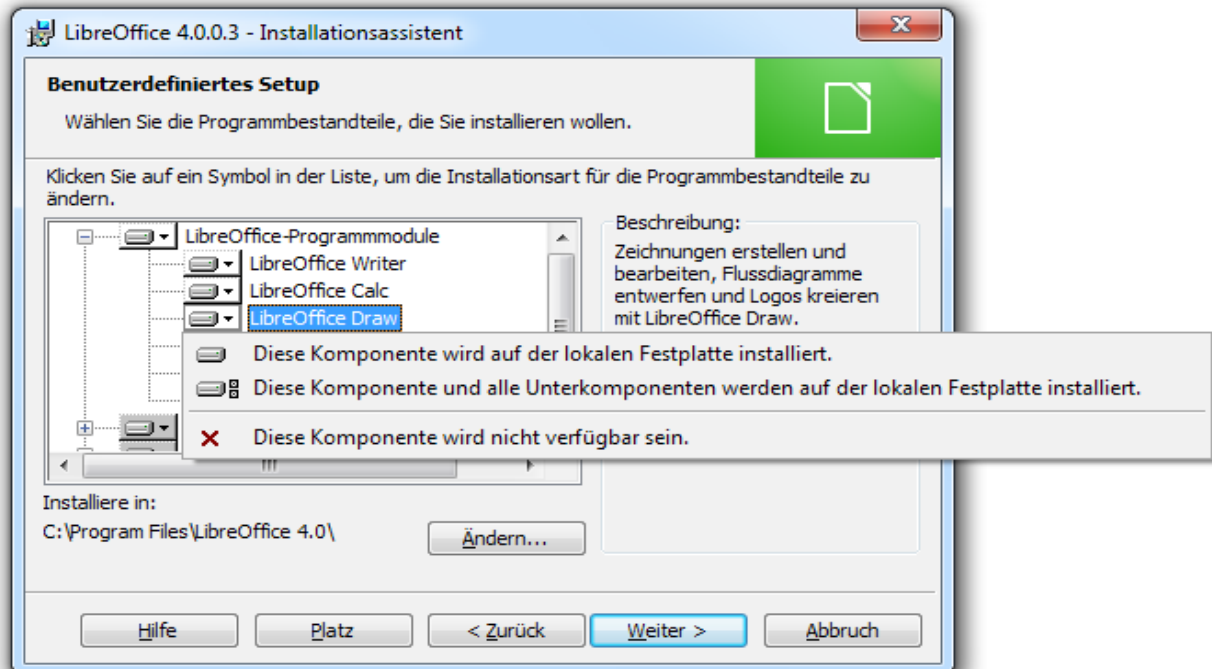 LibreOffice 4.0.0.3 - Installationsassistent
Benutzerdefiniertes Setup
Wählen Sie die Programmbestandteile, die Sie installieren wollen.
Klicken Sie auf ein Symbol in der Liste, um die Installationsart für die Programmbestandteile zu
ändern.
LibreOffice-Programmmodule
LibreOffice Writer
LibreOffice Calc
LibreOffice Draw
Beschreibung:
Zeichnungen erstellen und
bearbeiten, Flussdiagramme
entwerfen und Logos kreieren
mit LibreOffice Draw.
Diese Komponente wird auf der lokalen Festplatte installiert.
Diese Komponente und alle Unterkomponenten werden auf der lokalen Festplatte installiert.
Diese Komponente wird nicht verfügbar sein.
Installiere in:
C:\Program Files\LibreOffice 4.0\
Ändern...
Hilfe
Platz
< Zurück
Weiter >
Abbruch